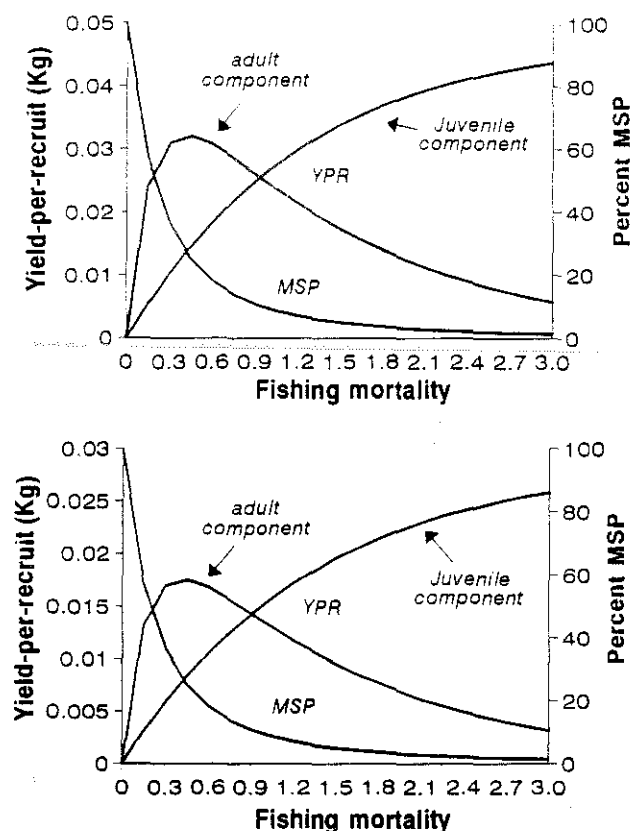 0.05
0.04
0.03
0.02
0.01
0
Yield-per-recruit (Kg)
100
80
60
40
20
0
Percent MSP
adult
component
Juvenile
component
YPR
MSP
0 0.3 0.6 0.9 1.2 1.5 1.8 2.1 2.4 2.7 3.0
Fishing mortality
0.03
0.025
0.02
0.015
0.01
0.005
0
Yield-per-recruit (Kg)
100
80
60
40
20
0
Percent MSP
adult
component
Juvenile
component
YPR
MSP
0 0.3 0.6 0.9 1.2 1.5 1.8 2.1 2.4 2.7 3.0
Fishing mortality